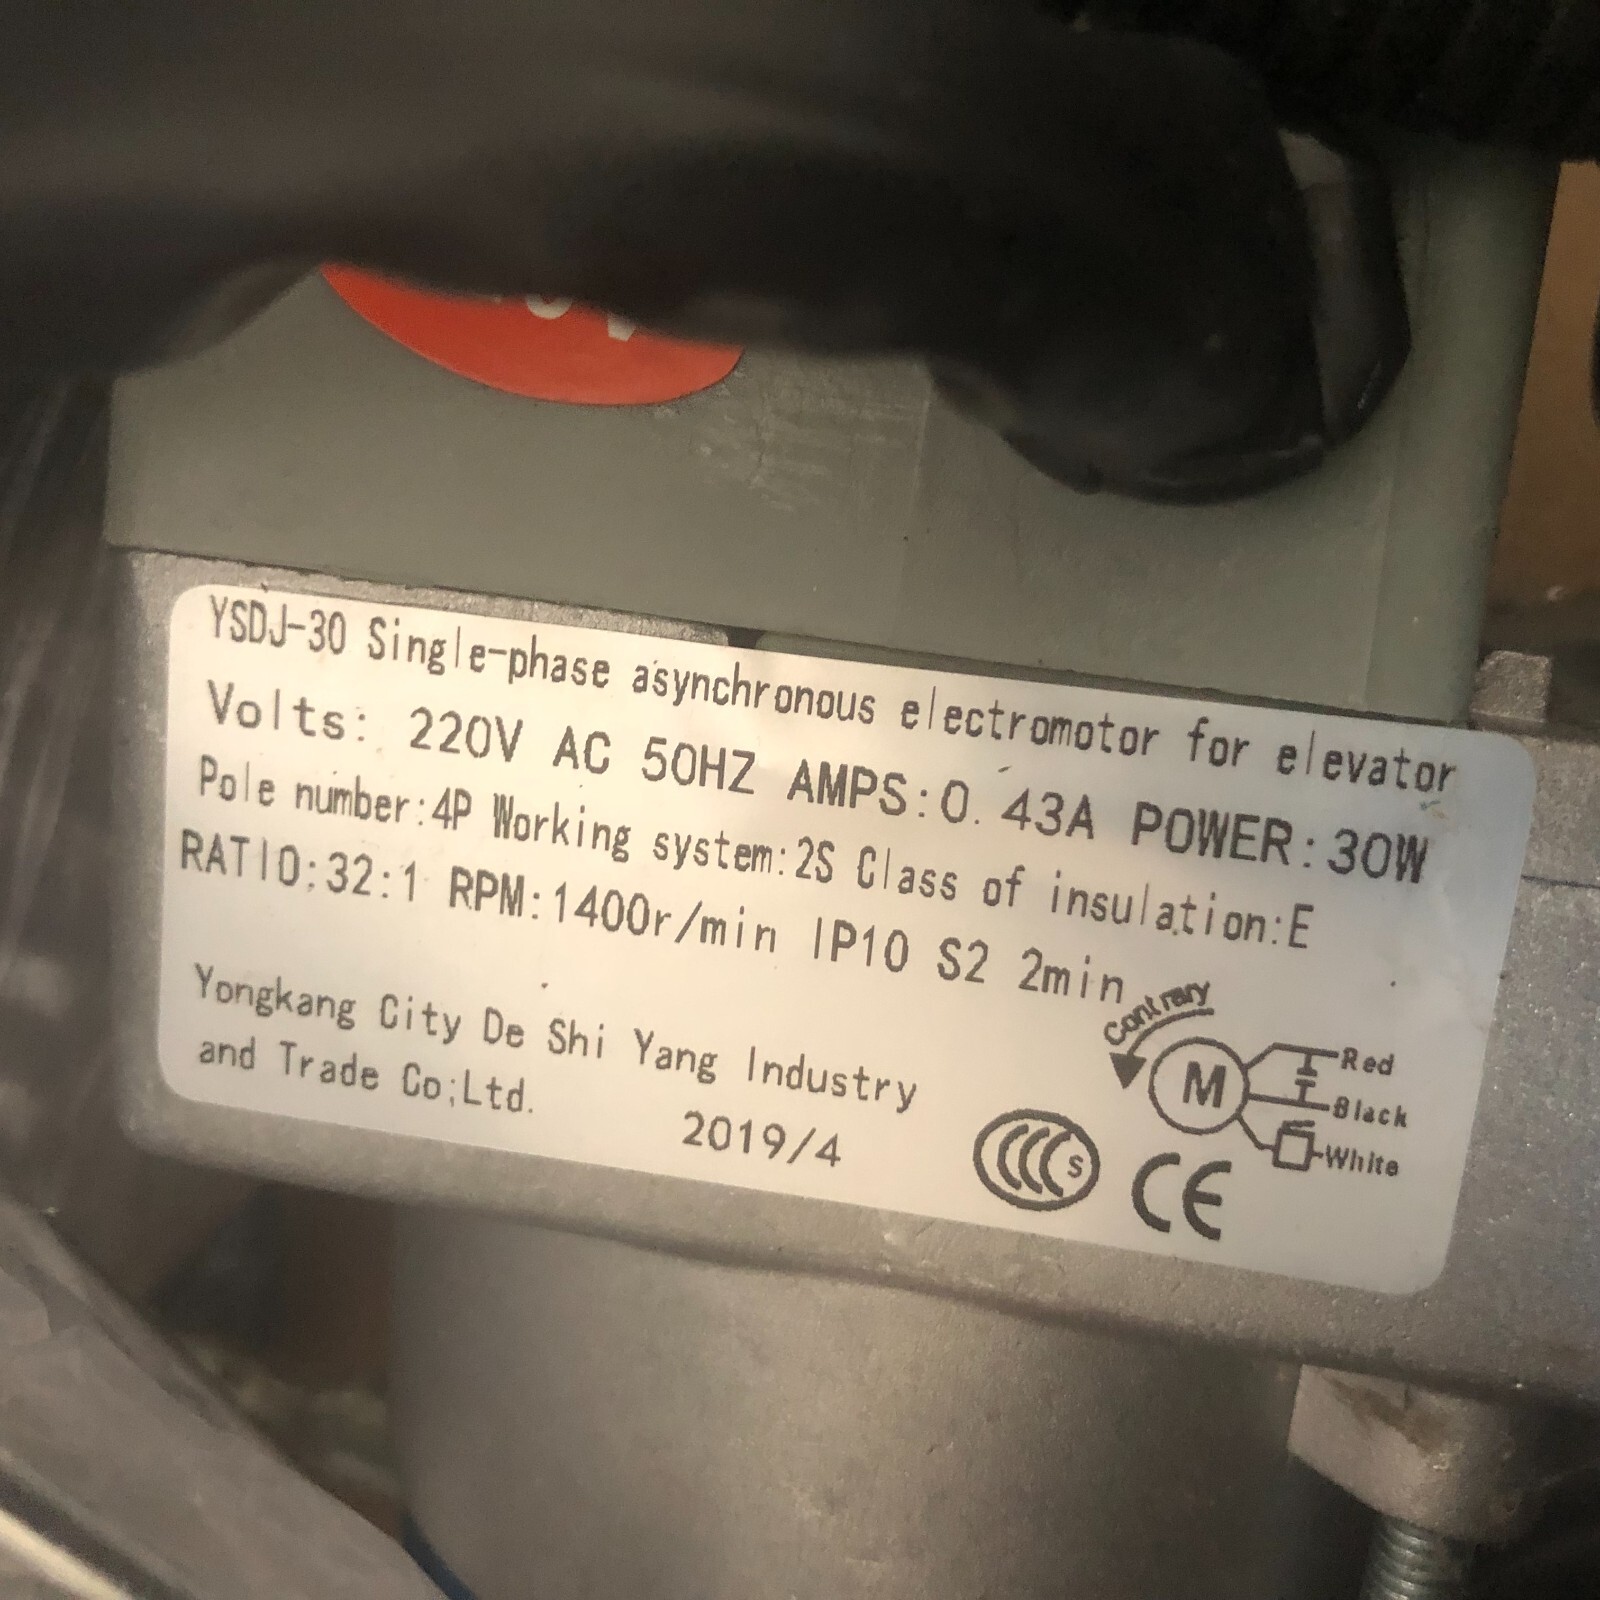 YSDJ-30 Single-phase asynchronous electromotor for elevator
Volts: 220V AC 50HZ AMPS:0.43A POWER:30W
Pole number:4P Working system:2S Class of insulation:E
RATIO:32:1 RPM:1400r/min IP10 S2 2min
Yongkang City De Shi Yang Industry
and Trade Co;Ltd.
2019/4
Contrary
M
Red
Black
White
CCC S
CE